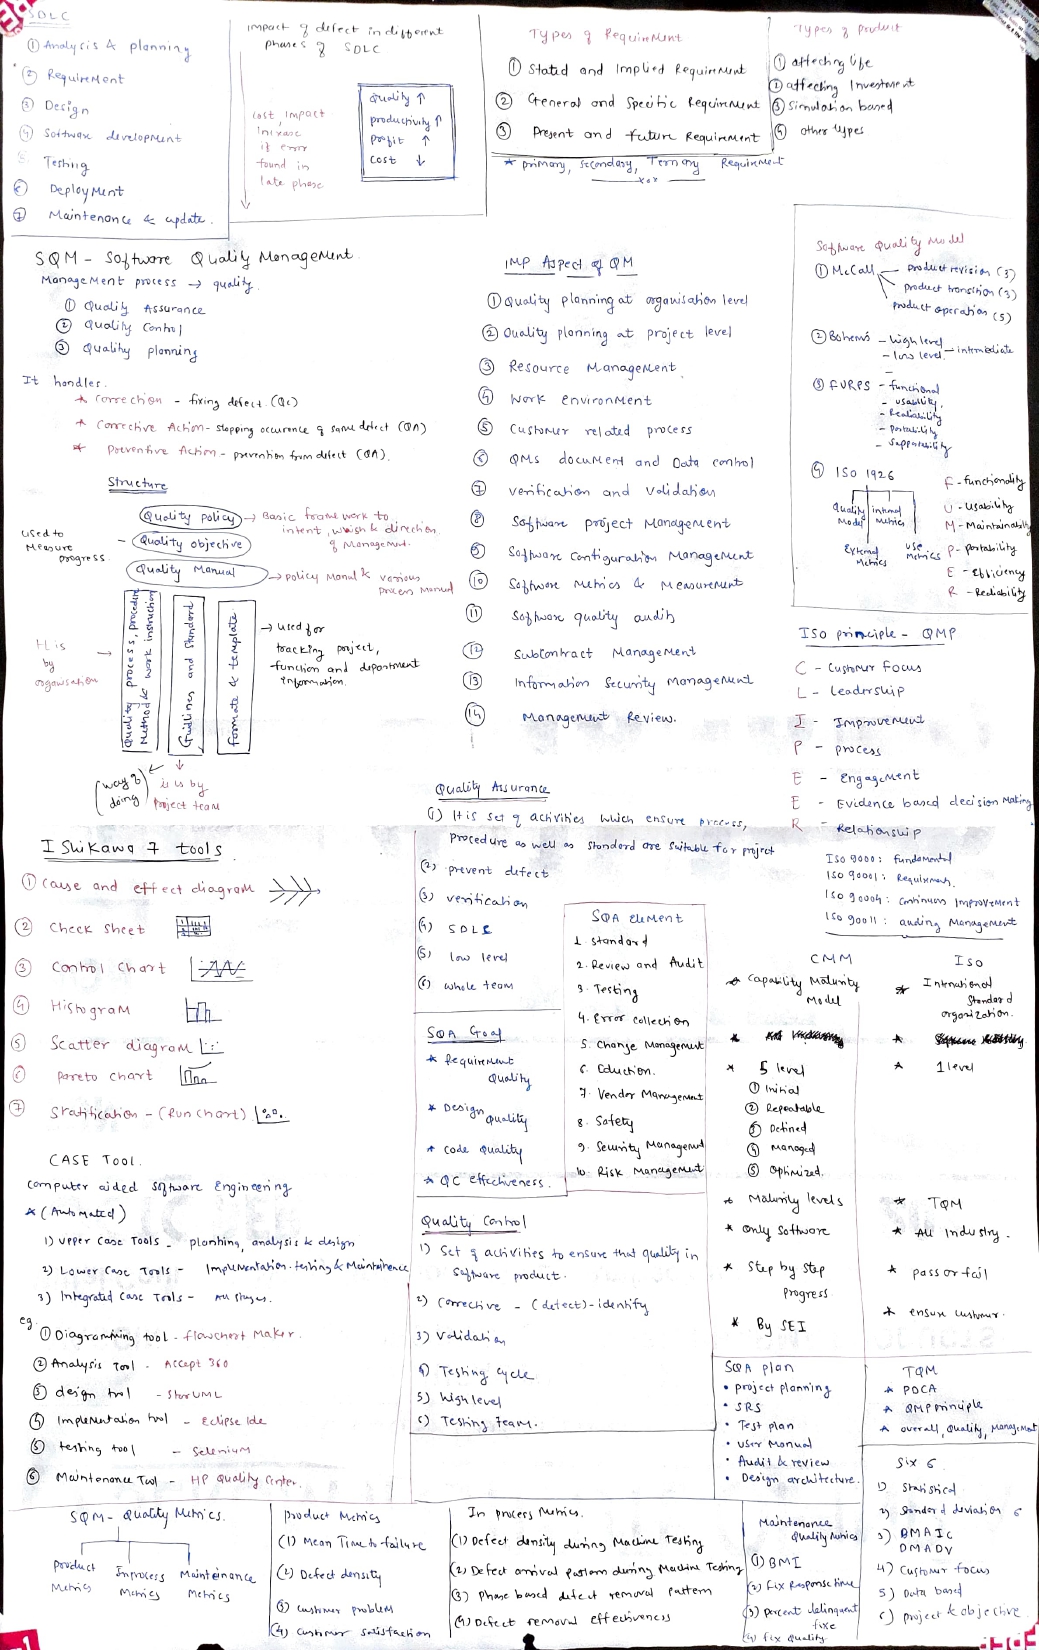 SDLC
① Analysis & planning
② Requirement
③ Design
④ Software development
⑤ Testing
⑥ Deployment
⑦ Maintenance & update.
impact of defect in different
phases of SDLC
cost, impact
increase
if error
found in
late phase
Quality ↑
productivity ↑
profit ↑
cost ↓
Types of Requirement
① Stated and Implied Requirement
② General and specific Requirement
③ Present and future Requirement
* primary, secondary, Ternary Requirement
Types of product
① affecting life
② affecting Investment
③ Simulation based
④ other types
SQM - Software Quality Management.
Management process → quality.
① Quality Assurance
② Quality Control
③ Quality planning
It handles.
* Correction - fixing defect. (QC)
* Corrective Action - stopping occurence of same defect (QA)
* Preventive Action - prevention from defect (QA).
Structure
Quality policy → Basic frame work to
intent, which & direction
of Management.
used to
Measure
progress.
- Quality objective
Quality Manual → policy Manul & various
process Manual
It is
by
organisation
→
Quality process, procedure
Method & work instruction
Guidlines and standard
formate & template
→ used for
tracking project,
function and department
information.
(way of
doing)
it is by
project team
IMP Aspect of QM
① Quality planning at organisation level
② Quality planning at project level
③ Resource Management.
④ Work environment
⑤ Customer related process
⑥ QMS document and Data control
⑦ verification and validation
⑧ Software project Management
⑨ Software configuration Management
⑩ Software Metrics & Measurement
⑪ Software quality audits
⑫ Subcontract Management
⑬ Information Security Management
⑭ Management Review.
Software Quality Model
① McCall - product revision (3)
product transition (3)
product operation (5)
② Bohem's - high level
- low level - intermediate
③ FURPS - functional
- usability,
- Realiability
- portability
- Supportability
④ ISO 1926
Quality Model
internal Metrics
External Metrics
use Metrics
F - functionality
U - usability
M - Maintainability
P - portability
E - Efficiency
R - Reliability
ISO principle - QMP
C - Customer Focus
L - leadership
I - Improvement
P - process
E - Engagement
E - Evidence based decision Making
R - Relationship
ISO 9000 : fundamental
ISO 90001 : Requirement.
ISO 90004 : Continuous Improvement
ISO 90011 : auding Management
Quality Assurance
(1) It is set of activities which ensure process,
procedure as well as standard are suitable for project
(2) prevent defect
(3) verification
(4) SDLC
(5) low level
(6) whole team
Ishikawa 7 tools.
① Cause and effect diagram
② Check Sheet
③ Control Chart
④ Histogram
⑤ Scatter diagram
⑥ pareto chart
⑦ Stratification - (Run chart)
SQA Goal
* Requirement
Quality
* Design
quality
* Code quality
* QC effectiveness.
SQA element
1. Standard
2. Review and Audit
3. Testing
4. Error collection
5. Change Management
6. Eduction.
7. Vendor Management
8. Safety
9. Security Management
10. Risk Management
CMM
* Capability Maturity
Model
* 5 level
① Initial
② Repeatable
③ Defined
④ Managed
⑤ Optimized.
* Maturity levels
* Only software
* Step by step
progress
* By SEI
ISO
* International
Standard
organization.
* 1 level
* TQM
* All Industry.
* pass or fail
* ensure customer.
CASE TOOL.
Computer aided software Engineering
* (Automated)
1) Upper Case Tools - planning, analysis & design
2) Lower Case Tools - Implementation. testing & Maintainence
3) Integrated Case Tools - All stages.
eg.
① Diagramming tool - flowchart Maker.
② Analysis Tool - Accept 360
③ design tool - Star UML
④ Implementation tool - Eclipse Ide
⑤ testing tool - Selenium
⑥ Maintenance Tool - HP Quality Center.
Quality Control
1) Set of activities to ensure that quality in
Software product.
2) Corrective - (detect) - identify
3) Validation
4) Testing cycle
5) high level
6) Testing team.
SQA plan
• project planning
• SRS
• Test plan
• User Manual
• Audit & review
• Design architecture.
TQM
* PDCA
* QMP principle
* overall, Quality, Management
Six 6
1) Statistical
2) Standard deviation 6
3) DMAIC
DMADV
4) Customer focus
5) Data based
6) project & objective.
SQM - Quality Metrics.
product Metrics
Inprocess Metrics
Maintenance Metrics
product Metrics
(1) Mean Time to failure
(2) Defect density
(3) customer problem
(4) customer satisfaction
In process Metrics.
(1) Defect density during Machine Testing
(2) Defect arrival pattern during Machine Testing
(3) Phase based defect removal pattern
(4) Defect removal effectiveness
Maintenance
Quality Metrics
(1) BMI
(2) Fix Response time
(3) percent delinquent
fixe
(4) fix quality.